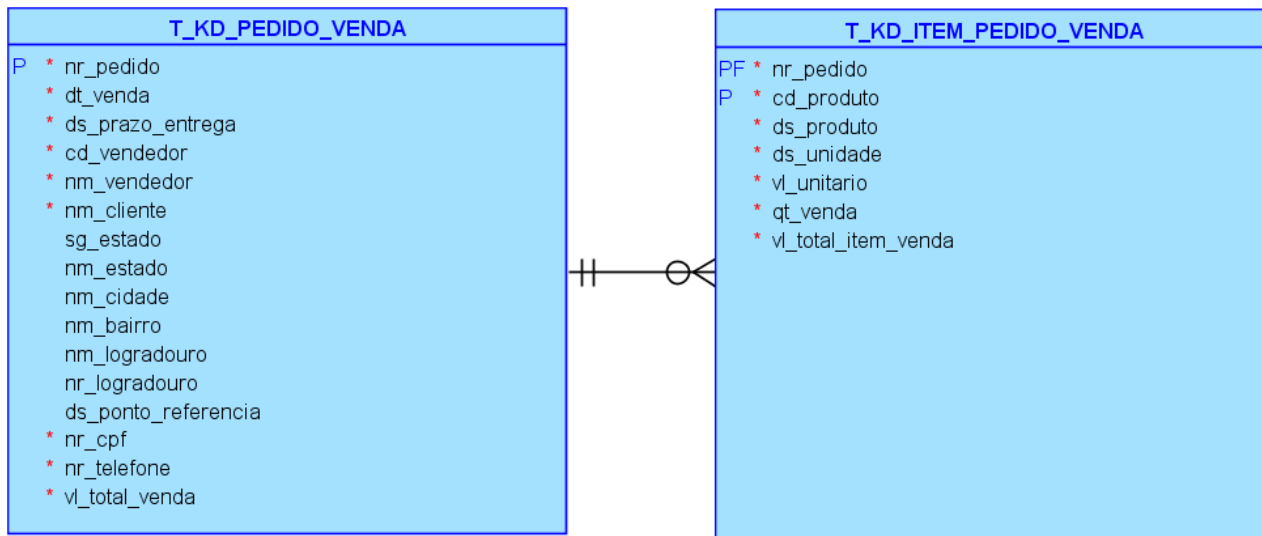 T_KD_PEDIDO_VENDA
P * nr_pedido
* dt_venda
* ds_prazo_entrega
* cd_vendedor
* nm_vendedor
* nm_cliente
sg_estado
nm_estado
nm_cidade
nm_bairro
nm_logradouro
nr_logradouro
ds_ponto_referencia
* nr_cpf
* nr_telefone
* vl_total_venda
T_KD_ITEM_PEDIDO_VENDA
PF * nr_pedido
P * cd_produto
* ds_produto
* ds_unidade
* vl_unitario
* qt_venda
* vl_total_item_venda